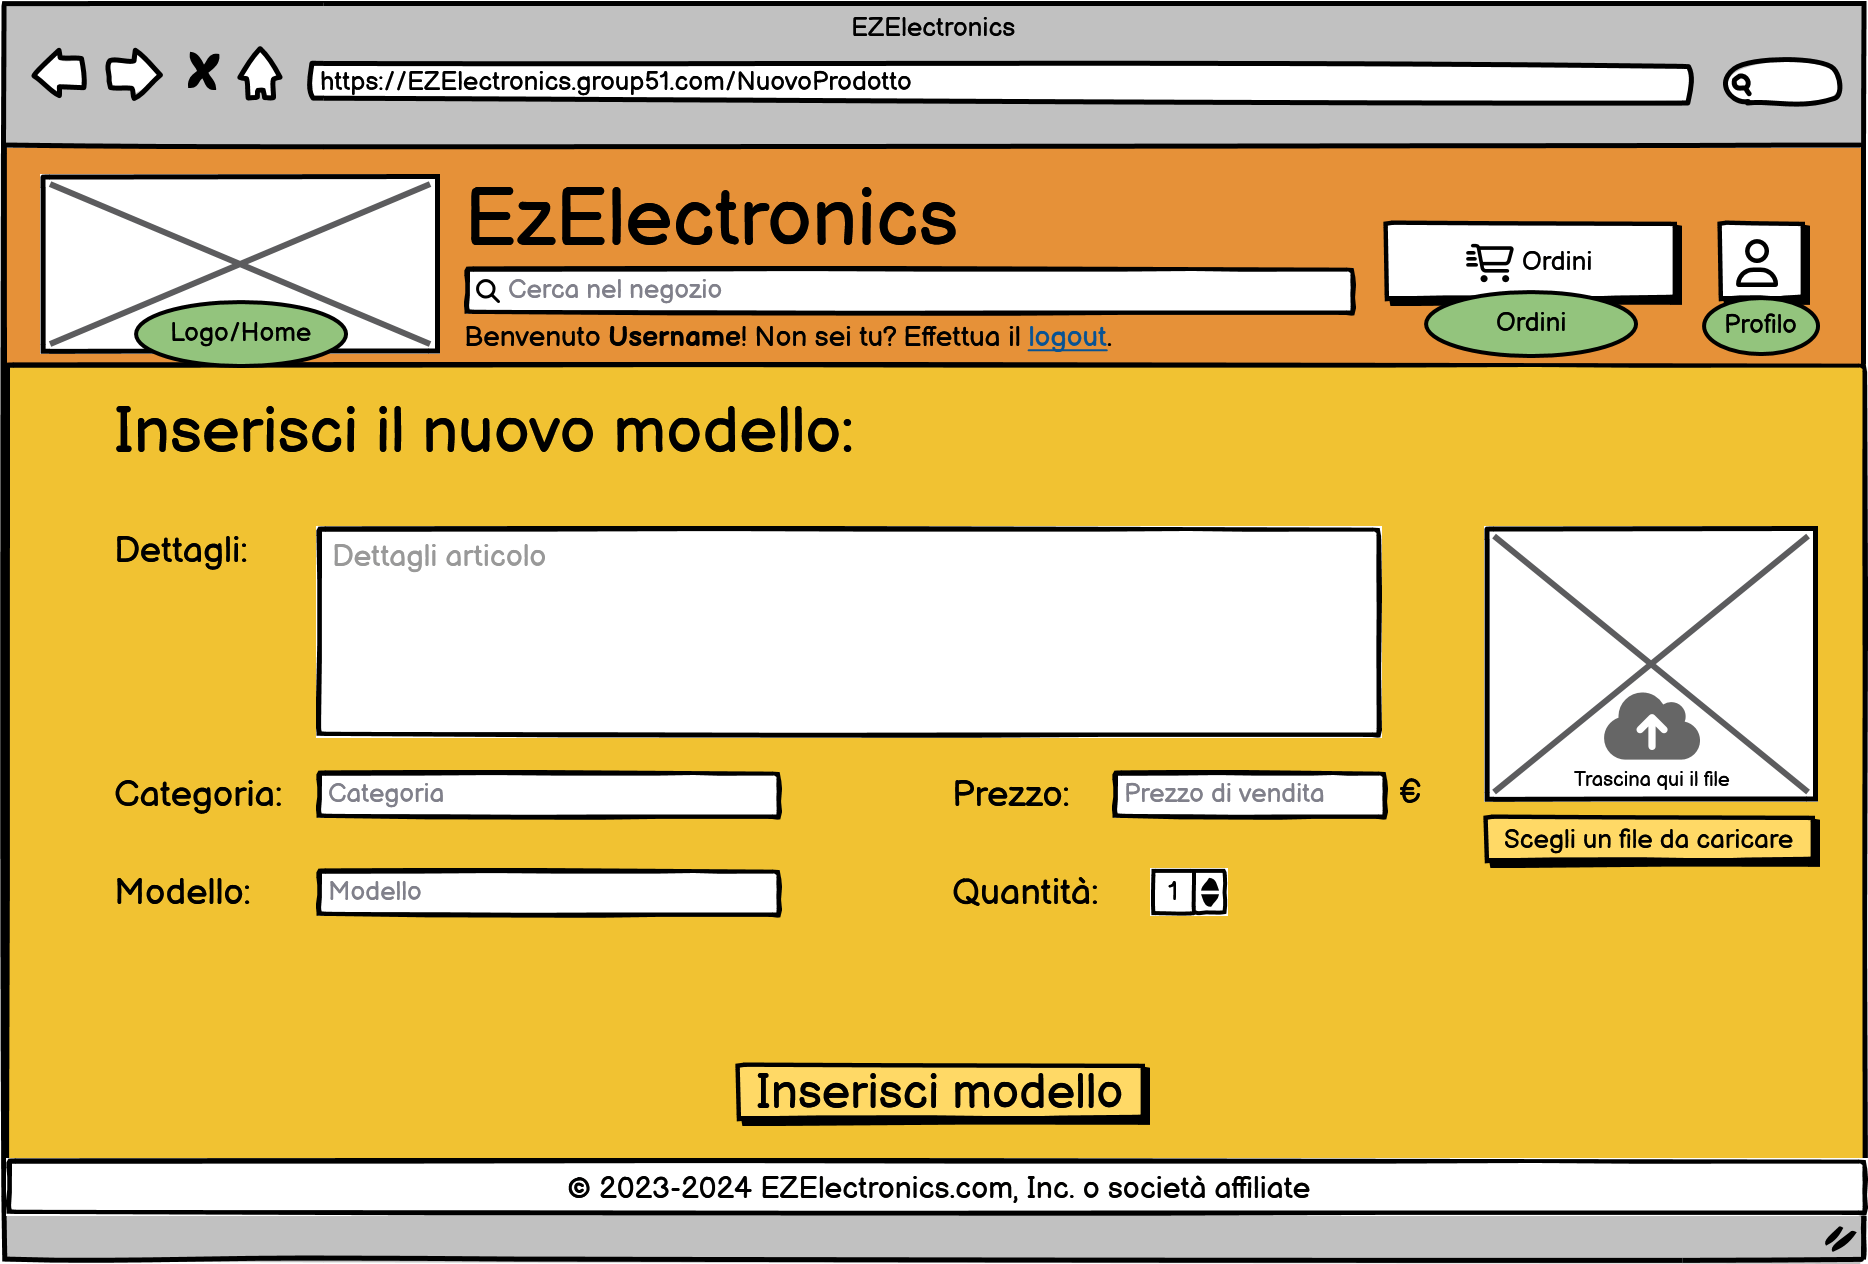 EZElectronics
https://EZElectronics.group51.com/NuovoProdotto
EzElectronics
Cerca nel negozio
Benvenuto Username! Non sei tu? Effettua il logout.
Logo/Home
Ordini
Ordini
Profilo
Inserisci il nuovo modello:
Dettagli:
Dettagli articolo
Categoria:
Categoria
Prezzo:
Prezzo di vendita
€
Trascina qui il file
Scegli un file da caricare
Modello:
Modello
Quantità:
1
Inserisci modello
© 2023-2024 EZElectronics.com, Inc. o società affiliate